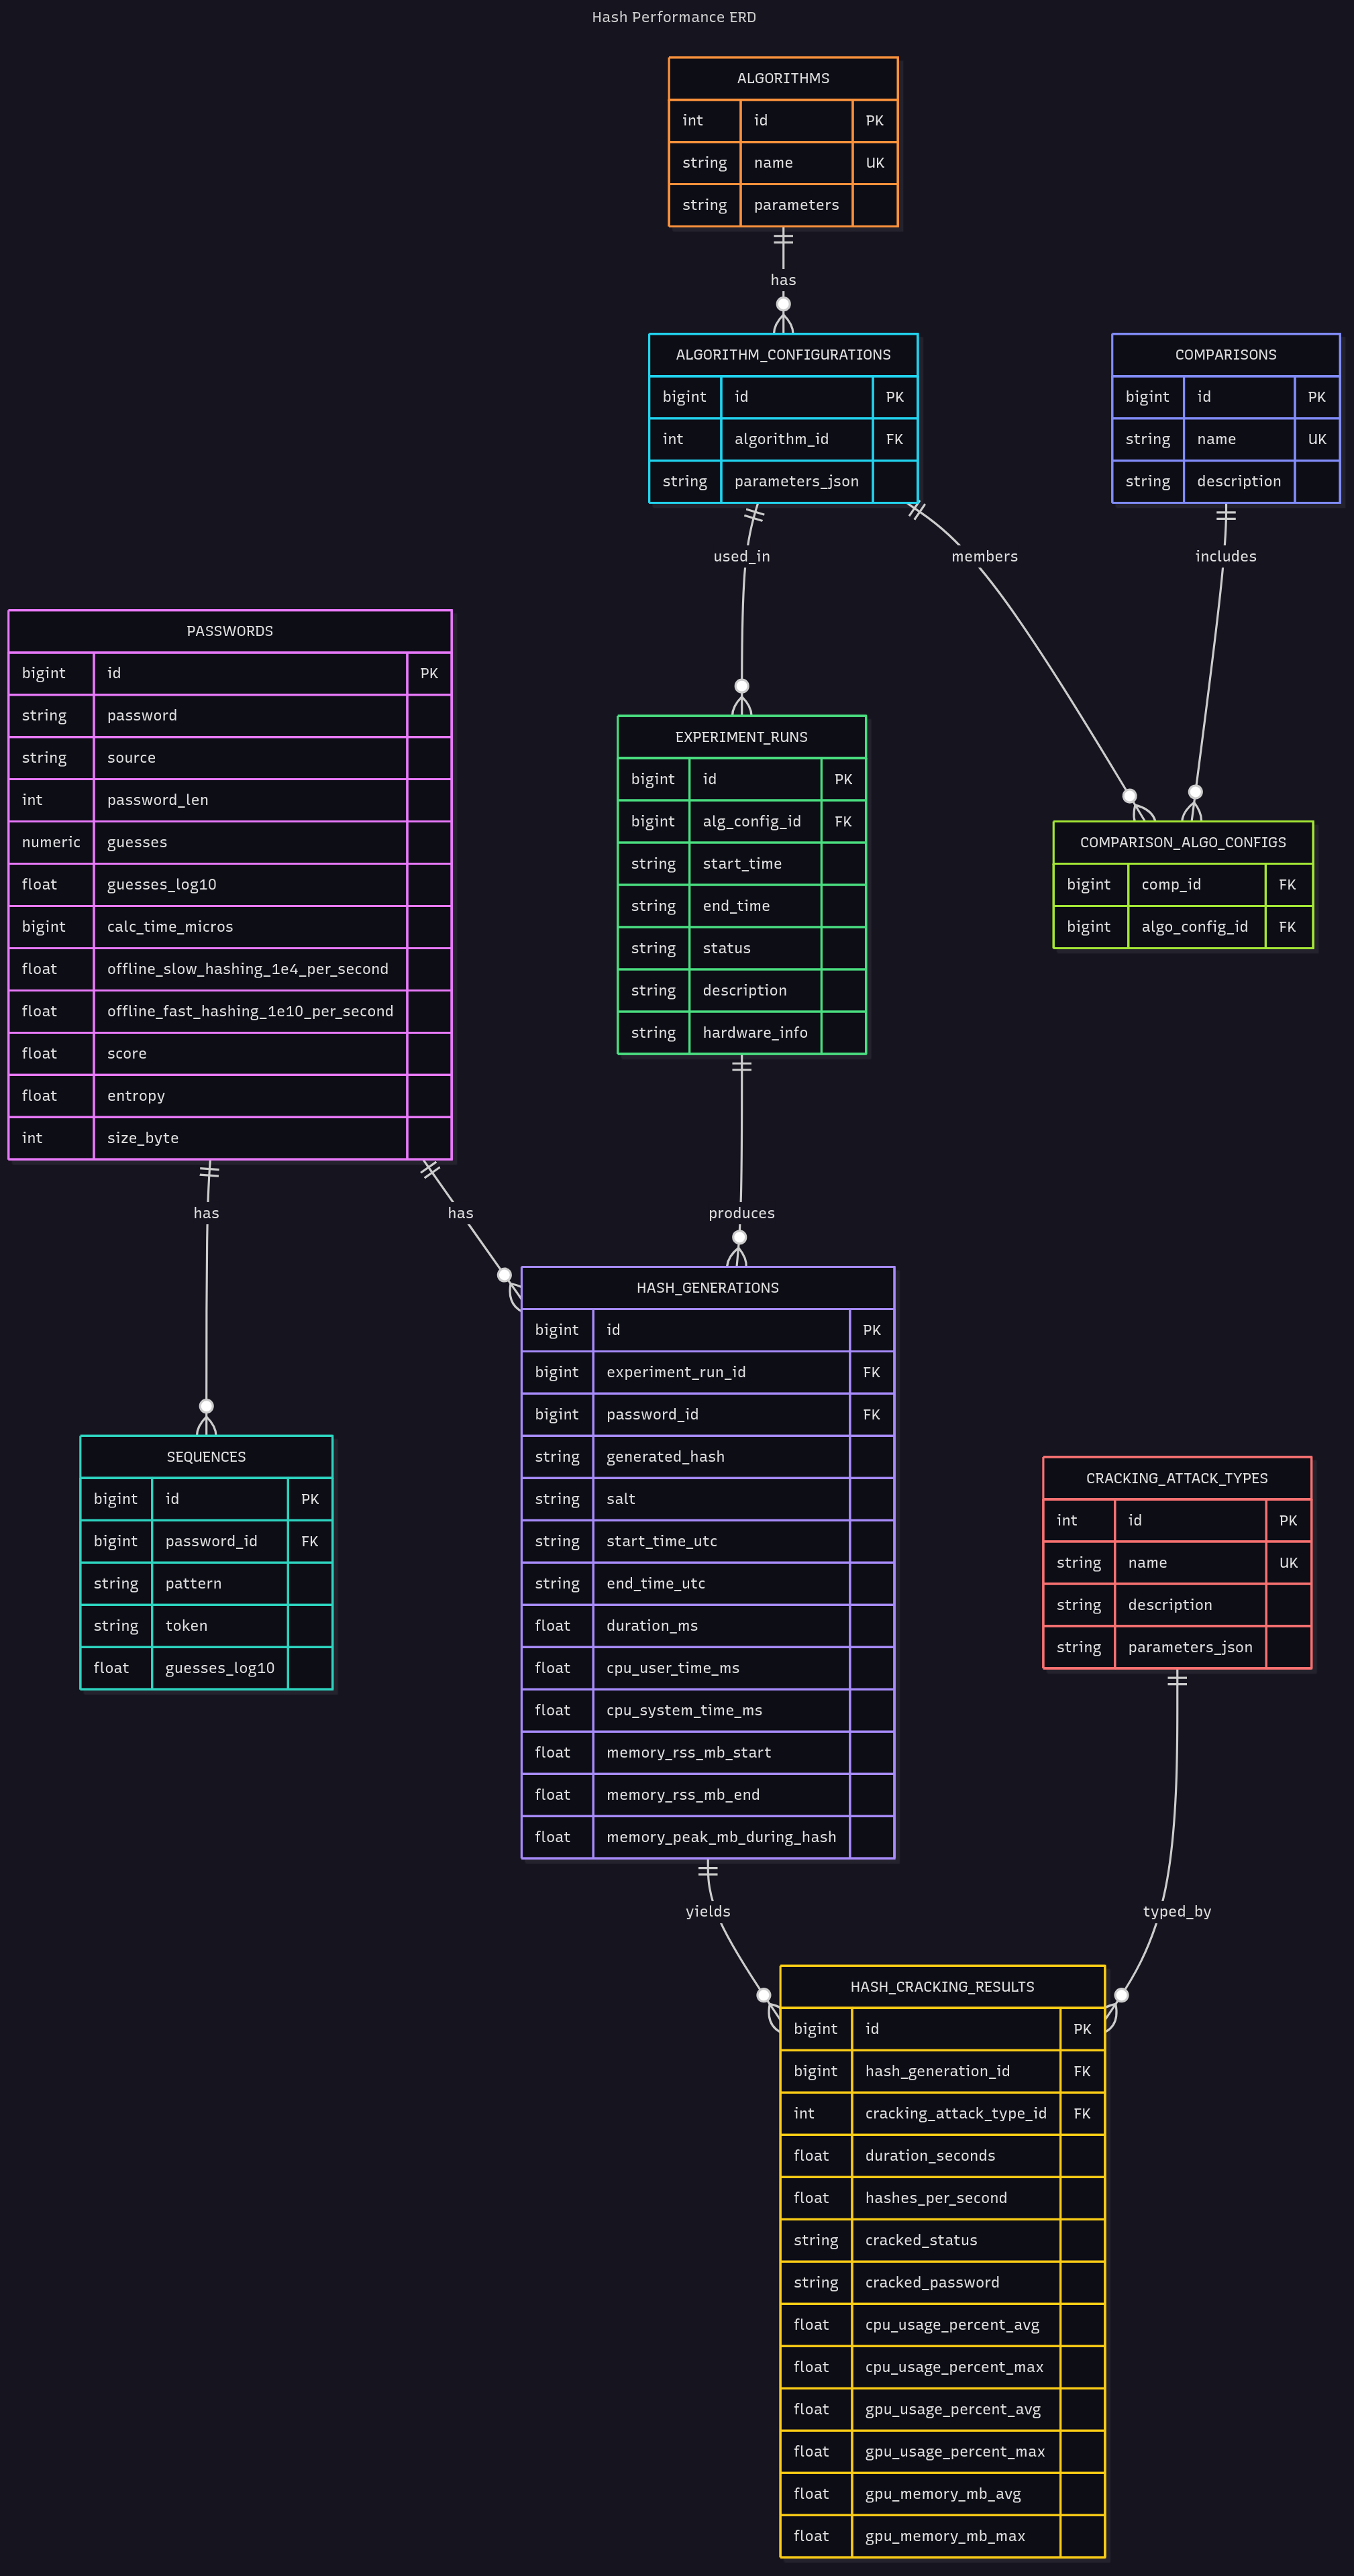 Hash Performance ERD
ALGORITHMS
int id PK
string name UK
string parameters
has
ALGORITHM_CONFIGURATIONS
bigint id PK
int algorithm_id FK
string parameters_json
COMPARISONS
bigint id PK
string name UK
string description
used_in
members
includes
PASSWORDS
bigint id PK
string password
string source
int password_len
numeric guesses
float guesses_log10
bigint calc_time_micros
float offline_slow_hashing_1e4_per_second
float offline_fast_hashing_1e10_per_second
float score
float entropy
int size_byte
EXPERIMENT_RUNS
bigint id PK
bigint alg_config_id FK
string start_time
string end_time
string status
string description
string hardware_info
COMPARISON_ALGO_CONFIGS
bigint comp_id FK
bigint algo_config_id FK
has
has
produces
HASH_GENERATIONS
bigint id PK
bigint experiment_run_id FK
bigint password_id FK
string generated_hash
string salt
string start_time_utc
string end_time_utc
float duration_ms
float cpu_user_time_ms
float cpu_system_time_ms
float memory_rss_mb_start
float memory_rss_mb_end
float memory_peak_mb_during_hash
SEQUENCES
bigint id PK
bigint password_id FK
string pattern
string token
float guesses_log10
CRACKING_ATTACK_TYPES
int id PK
string name UK
string description
string parameters_json
yields
typed_by
HASH_CRACKING_RESULTS
bigint id PK
bigint hash_generation_id FK
int cracking_attack_type_id FK
float duration_seconds
float hashes_per_second
string cracked_status
string cracked_password
float cpu_usage_percent_avg
float cpu_usage_percent_max
float gpu_usage_percent_avg
float gpu_usage_percent_max
float gpu_memory_mb_avg
float gpu_memory_mb_max